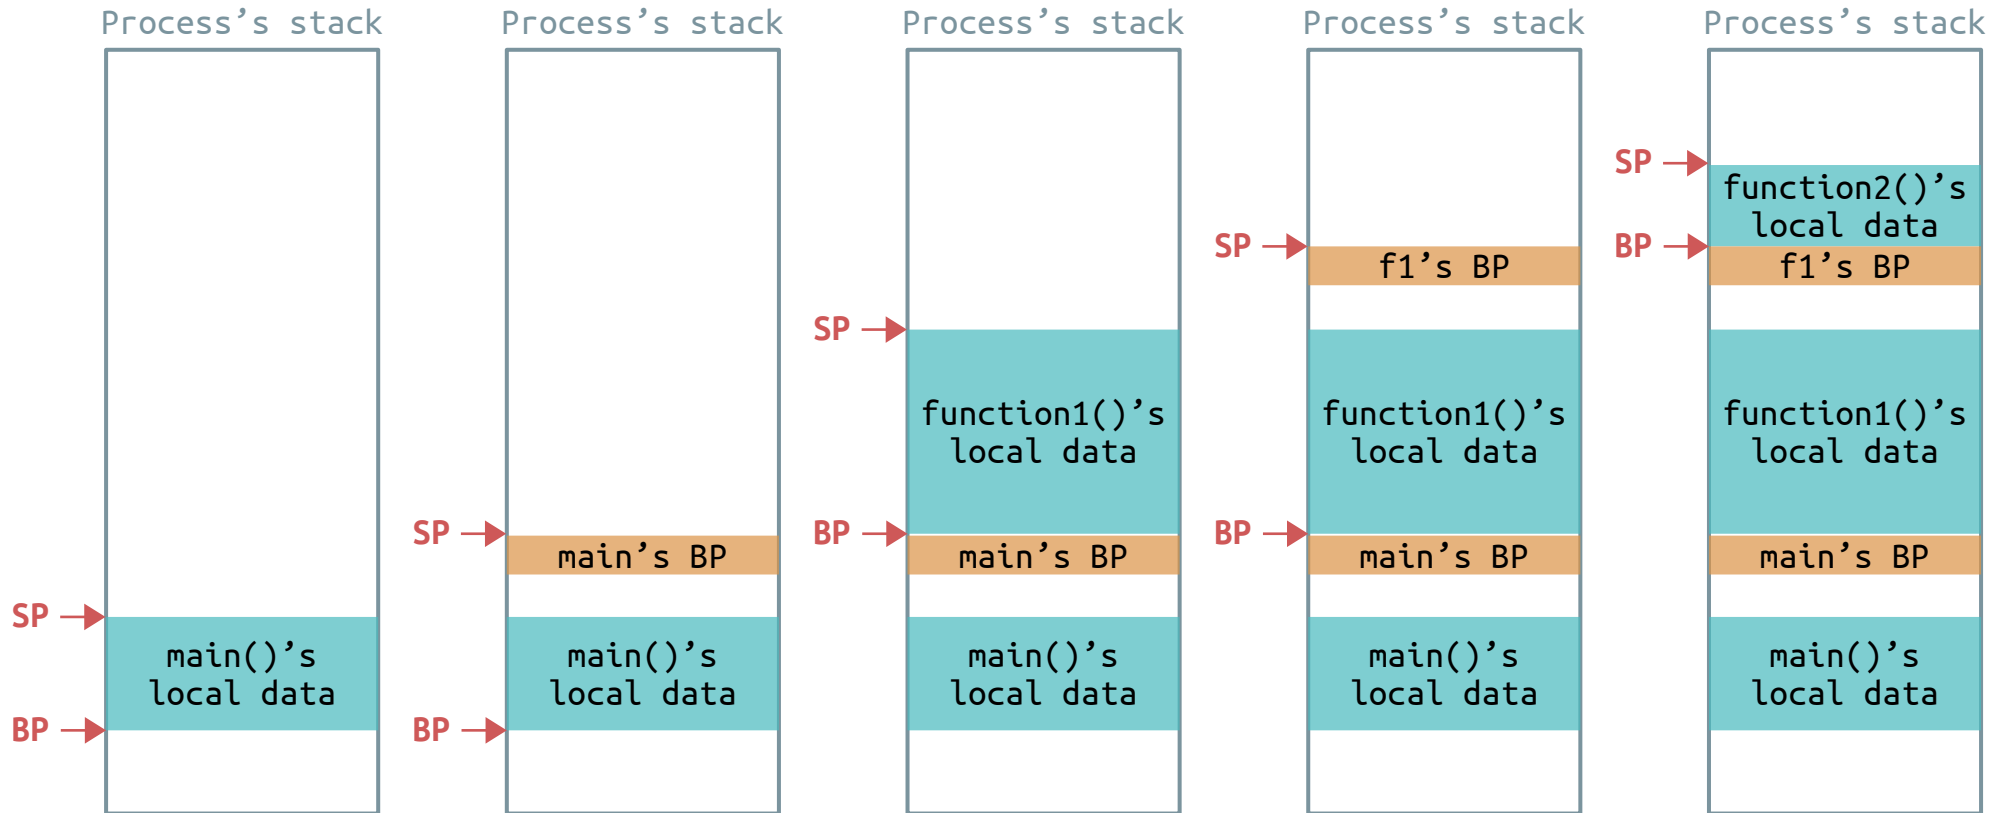 Process’s stack
SP
main()’s
local data
BP
Process’s stack
SP
main’s BP
main()’s
local data
BP
Process’s stack
SP
function1()’s
local data
BP
main’s BP
main()’s
local data
Process’s stack
SP
f1’s BP
function1()’s
local data
BP
main’s BP
main()’s
local data
Process’s stack
SP
function2()’s
local data
BP
f1’s BP
function1()’s
local data
main’s BP
main()’s
local data